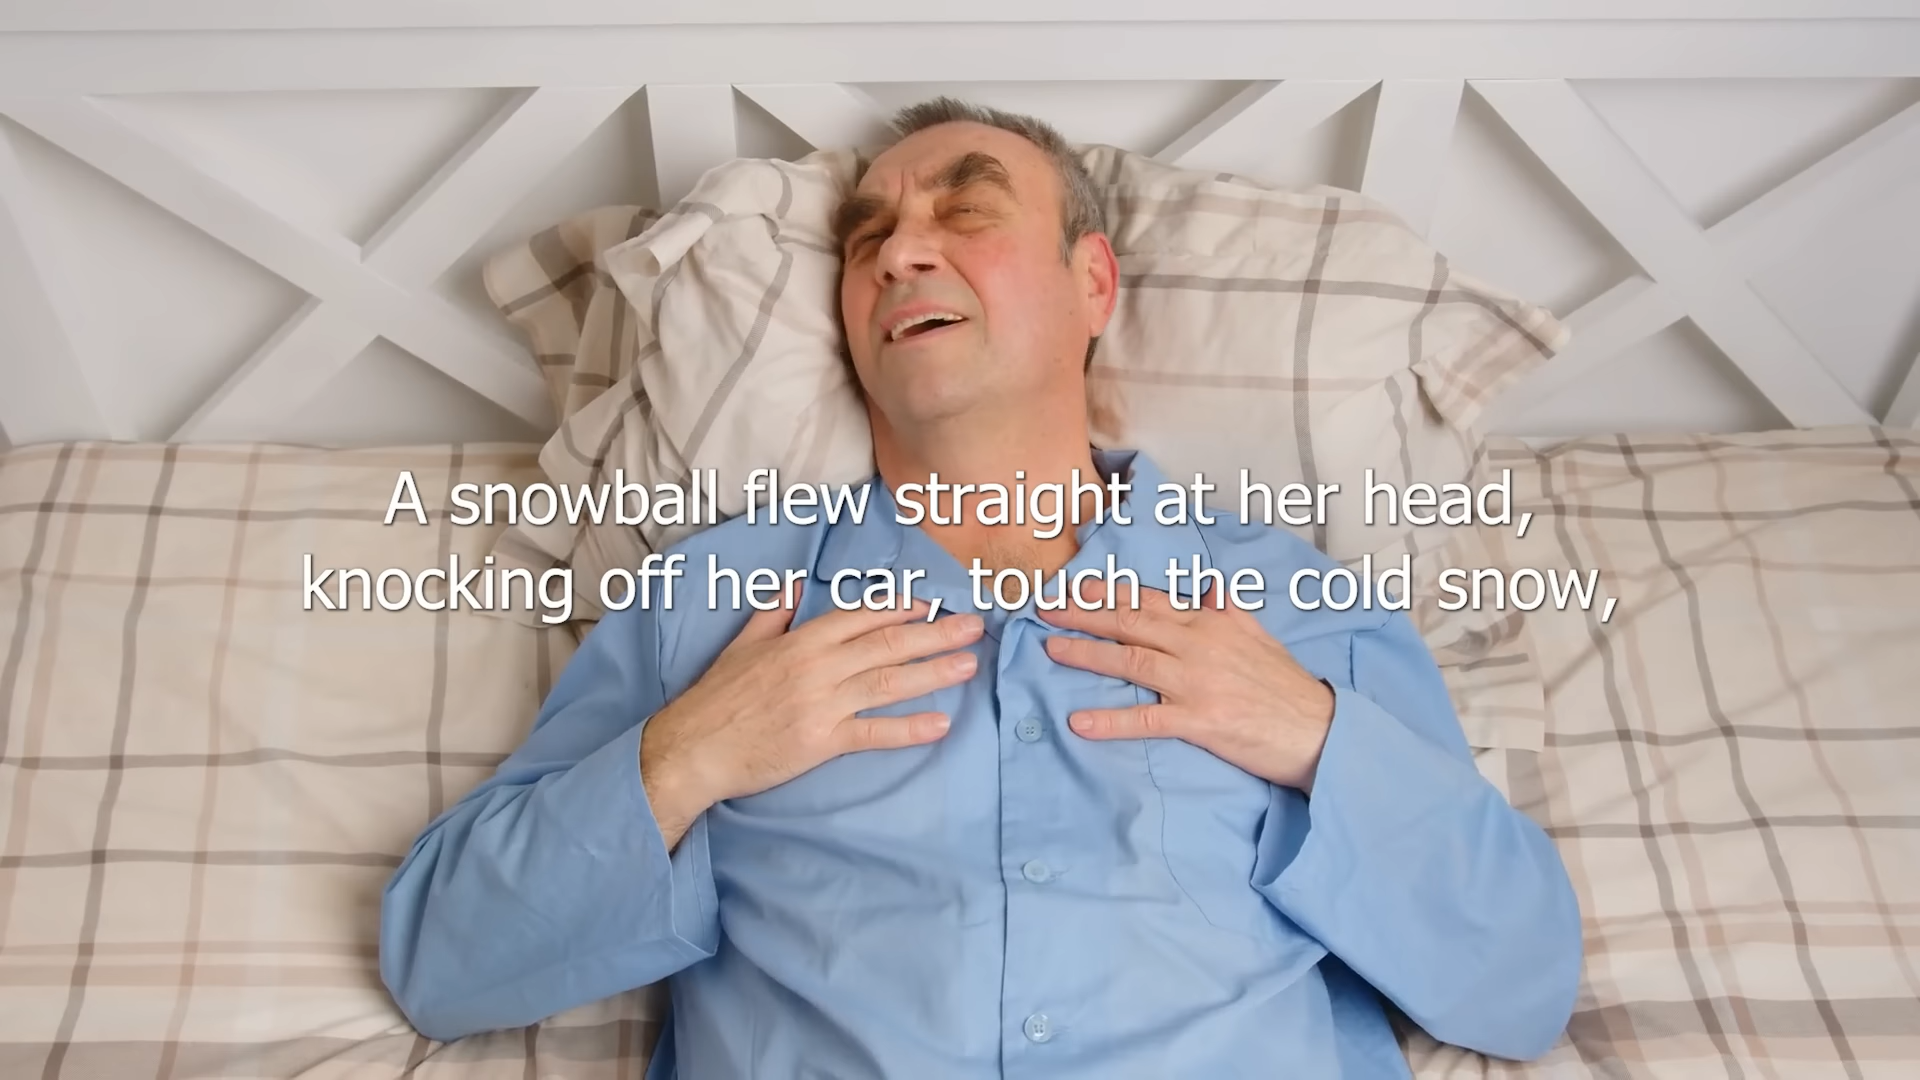 A snowball flew straight at her head,
knocking off her car, touch the cold snow,